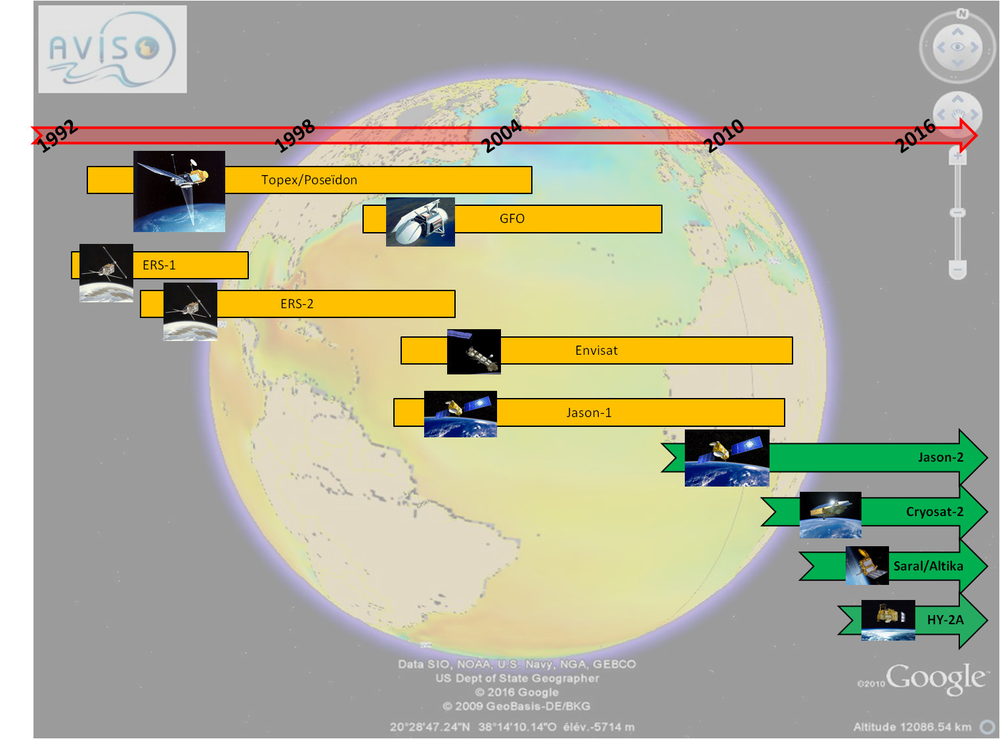 AVISO
N
1992
1998
2004
2010
2016
Topex/Poseïdon
GFO
ERS-1
ERS-2
Envisat
Jason-1
Jason-2
Cryosat-2
Saral/Altika
HY-2A
Data SIO, NOAA, U.S. Navy, NGA, GEBCO
US Dept of State Geographer
© 2016 Google
© 2009 GeoBasis-DE/BKG
©2010 Google
20°28'47.24"N 38°14'10.14"O élév.-5714 m
Altitude 12086.54 km